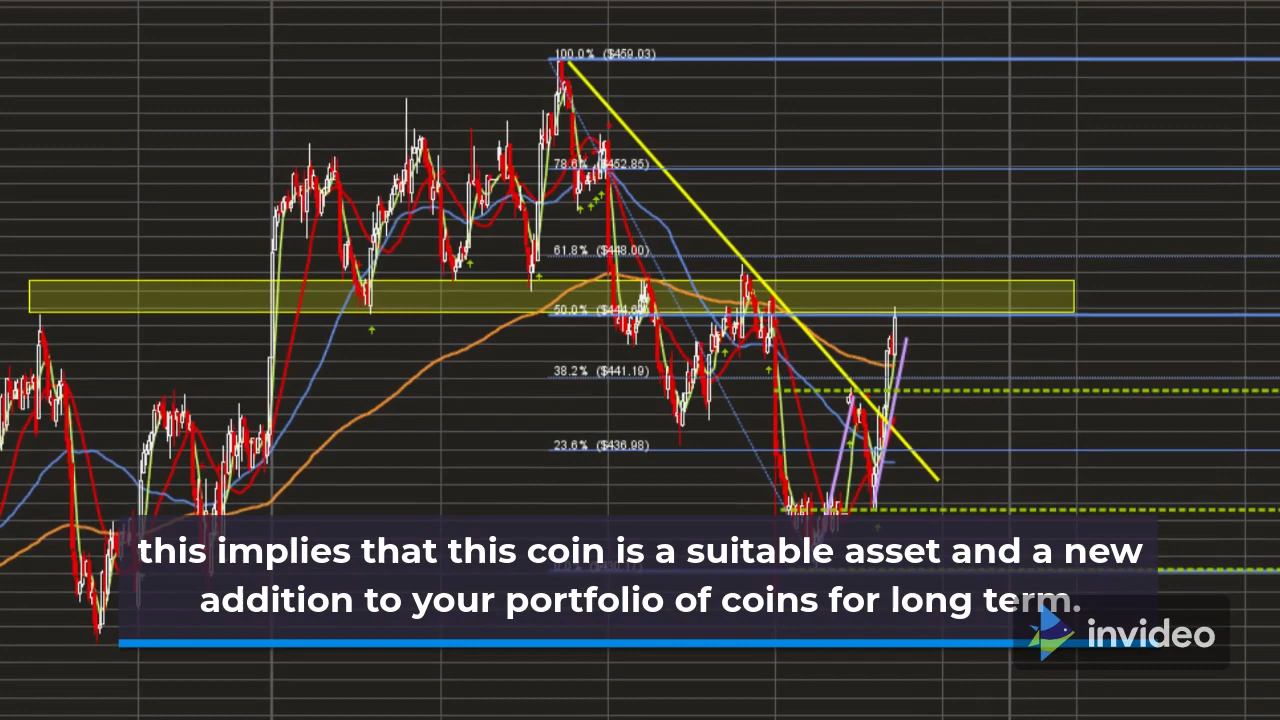 100.0% ($459.03)
78.6% ($452.85)
61.8% ($448.00)
38.2% ($441.19)
23.6% ($436.98)
this implies that this coin is a suitable asset and a new
addition to your portfolio of coins for long term.
invideo